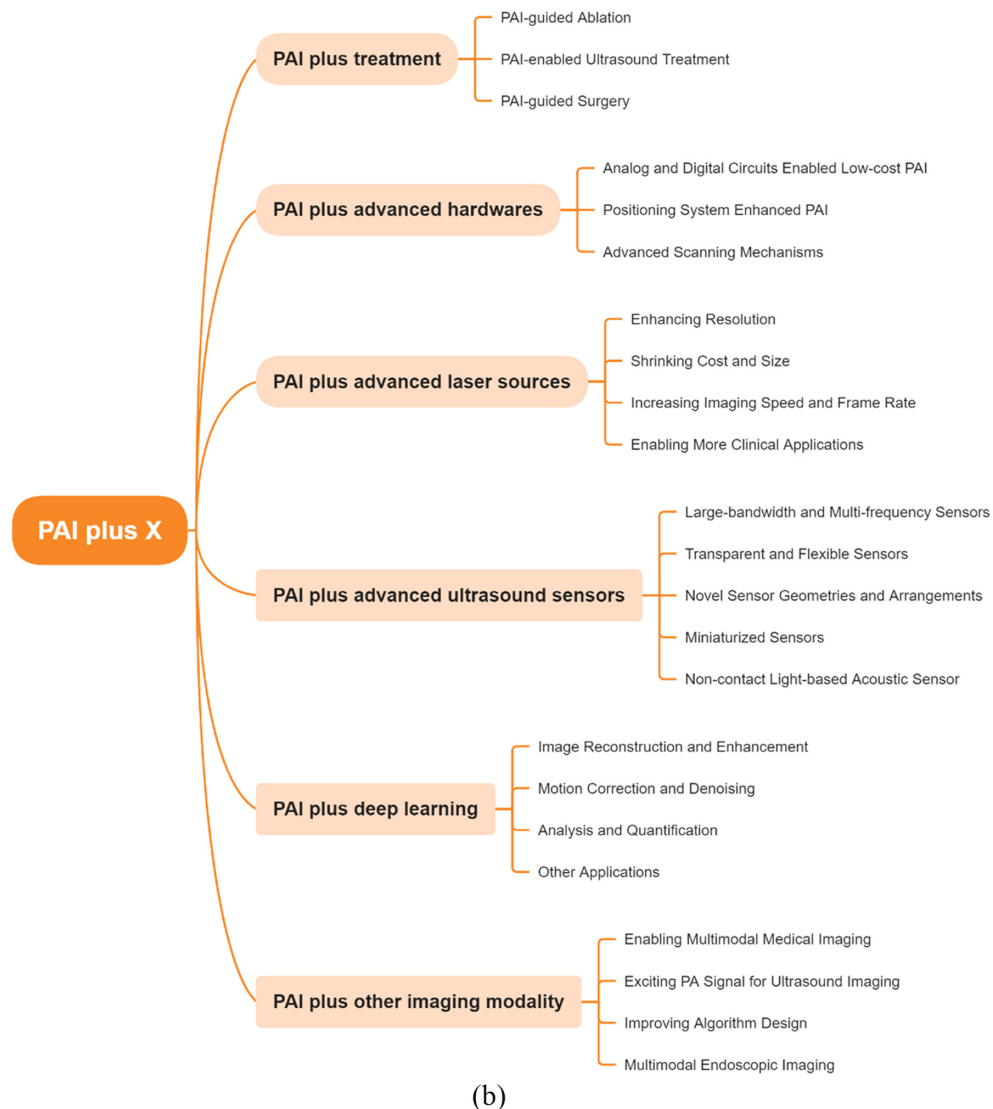 PAI plus X
PAI plus treatment
PAI-guided Ablation
PAI-enabled Ultrasound Treatment
PAI-guided Surgery
PAI plus advanced hardwares
Analog and Digital Circuits Enabled Low-cost PAI
Positioning System Enhanced PAI
Advanced Scanning Mechanisms
PAI plus advanced laser sources
Enhancing Resolution
Shrinking Cost and Size
Increasing Imaging Speed and Frame Rate
Enabling More Clinical Applications
PAI plus advanced ultrasound sensors
Large-bandwidth and Multi-frequency Sensors
Transparent and Flexible Sensors
Novel Sensor Geometries and Arrangements
Miniaturized Sensors
Non-contact Light-based Acoustic Sensor
PAI plus deep learning
Image Reconstruction and Enhancement
Motion Correction and Denoising
Analysis and Quantification
Other Applications
PAI plus other imaging modality
Enabling Multimodal Medical Imaging
Exciting PA Signal for Ultrasound Imaging
Improving Algorithm Design
Multimodal Endoscopic Imaging
(b)